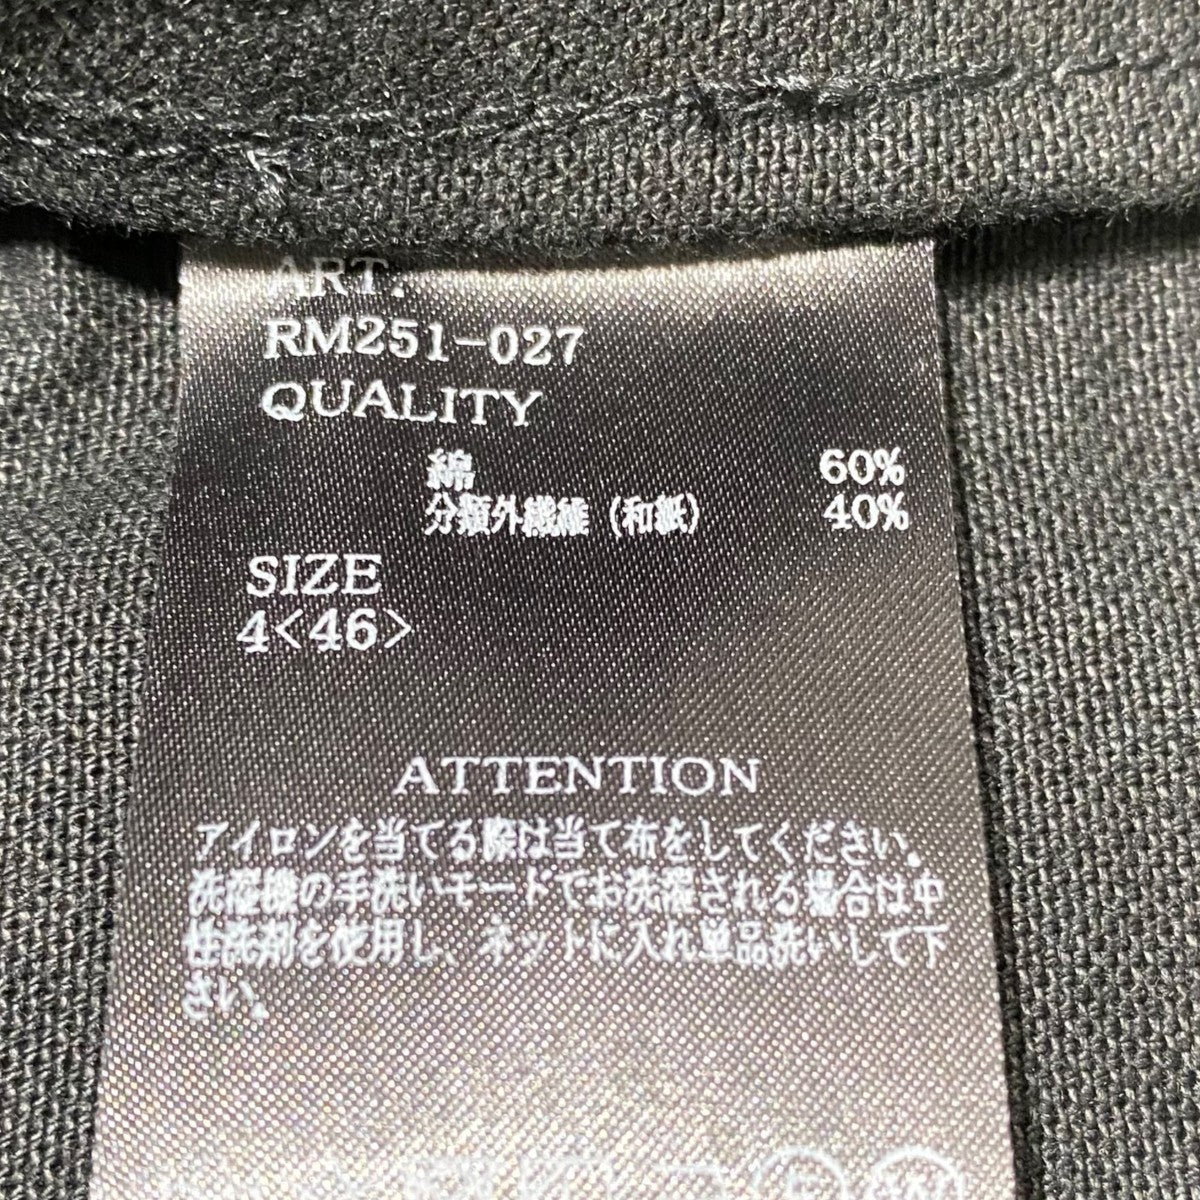 ART.
RM251-027
QUALITY
綿 60%
分類外繊維(和紙) 40%
SIZE
4<46>
ATTENTION
アイロンを当てる際は当て布をしてください。
洗濯機の手洗いモードでお洗濯される場合は中
性洗剤を使用し、ネットに入れ単品洗いして下
さい。